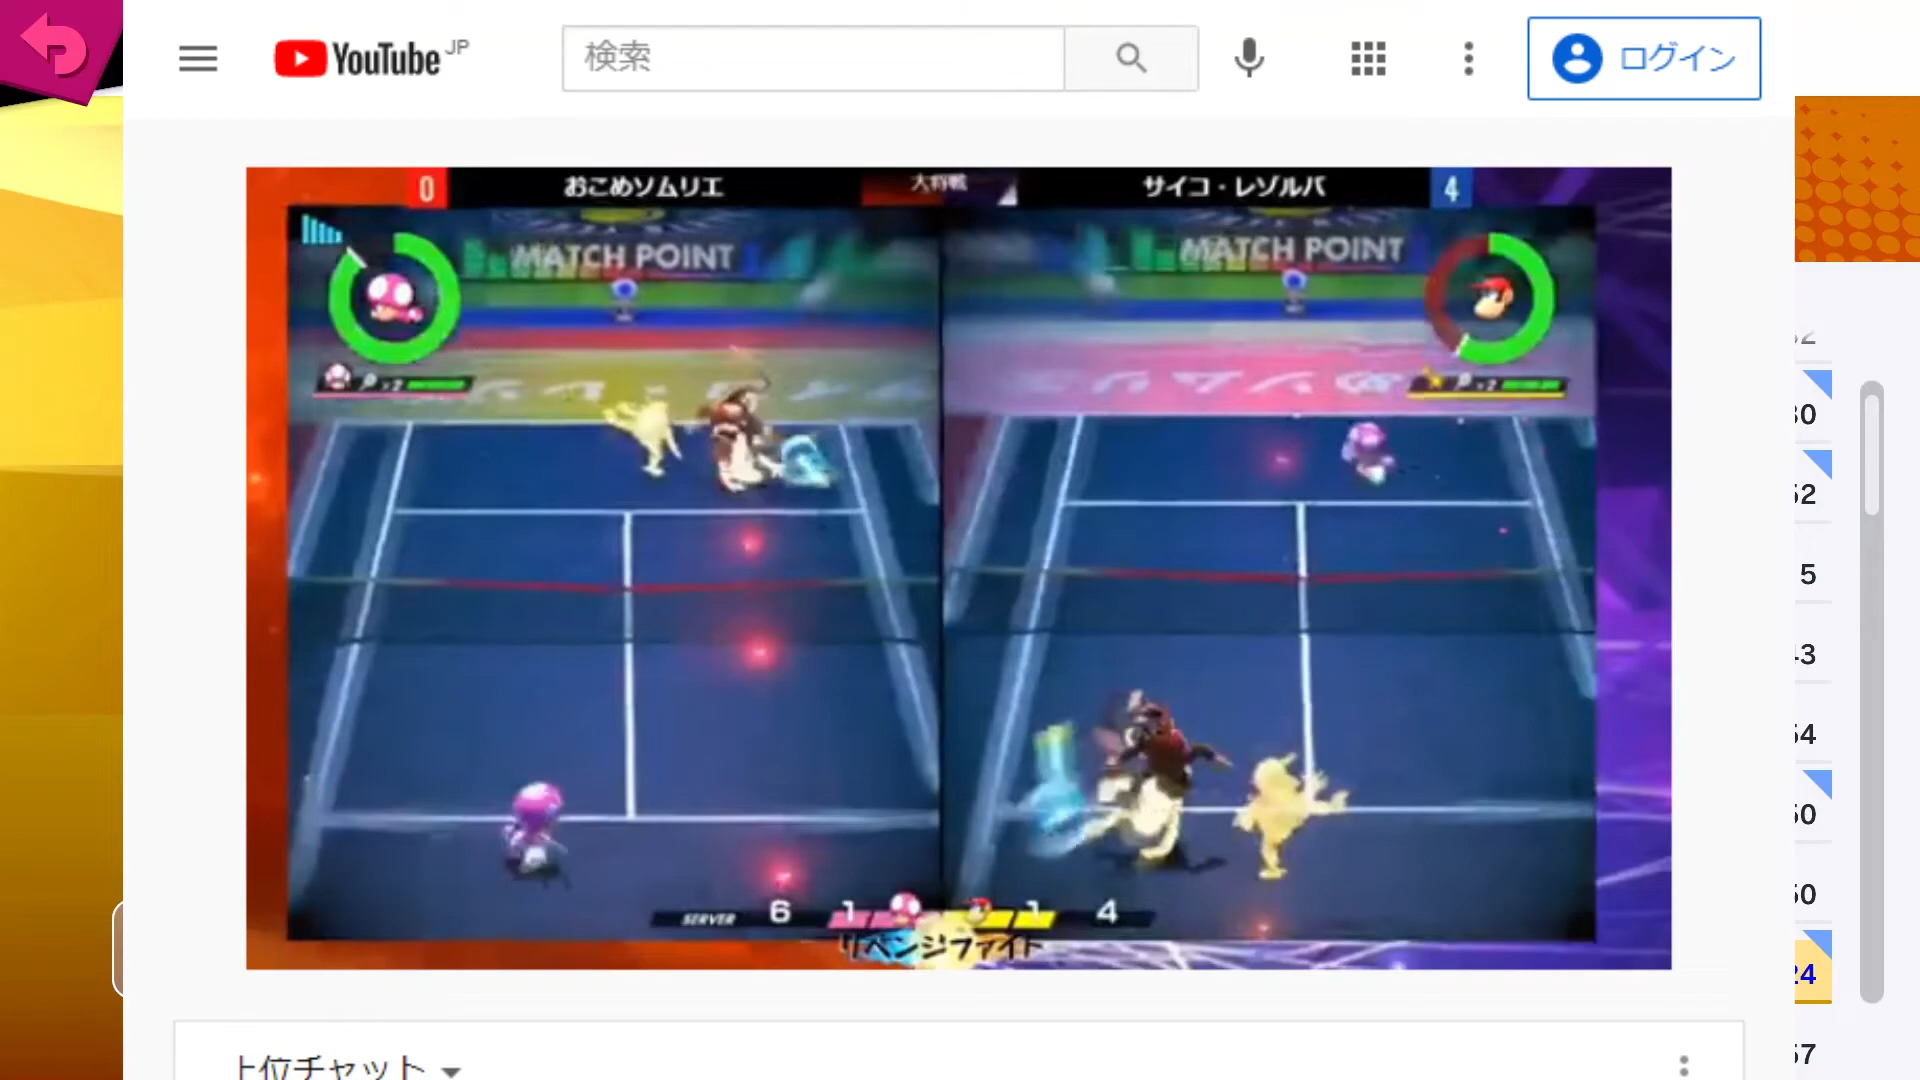 YouTube JP
検索
ログイン
0 おこめソムリエ 大将戦 サイコ・レゾルバ 4
MATCH POINT
MATCH POINT
×2
×2
SERVER 6 1 1 4
リベンジファイト
上位チャット
5